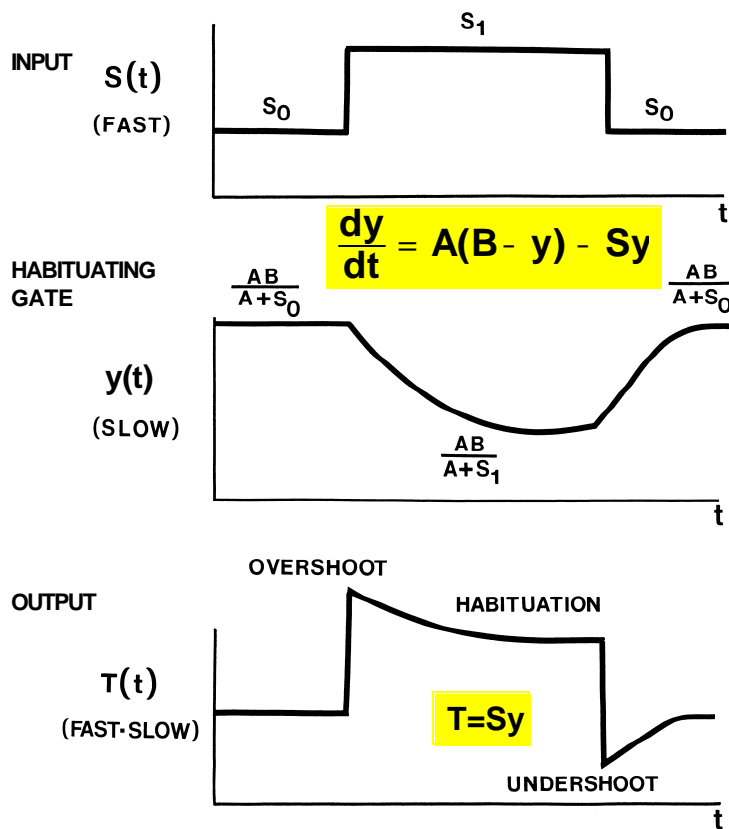 S₁
INPUT S(t)
(FAST)
S₀ S₀
t
dy/dt = A(B - y) - Sy
HABITUATING
GATE
AB/A+S₀ AB/A+S₀
y(t)
(SLOW)
AB/A+S₁
t
OVERSHOOT
OUTPUT
HABITUATION
T(t)
(FAST·SLOW)
T=Sy
UNDERSHOOT
t